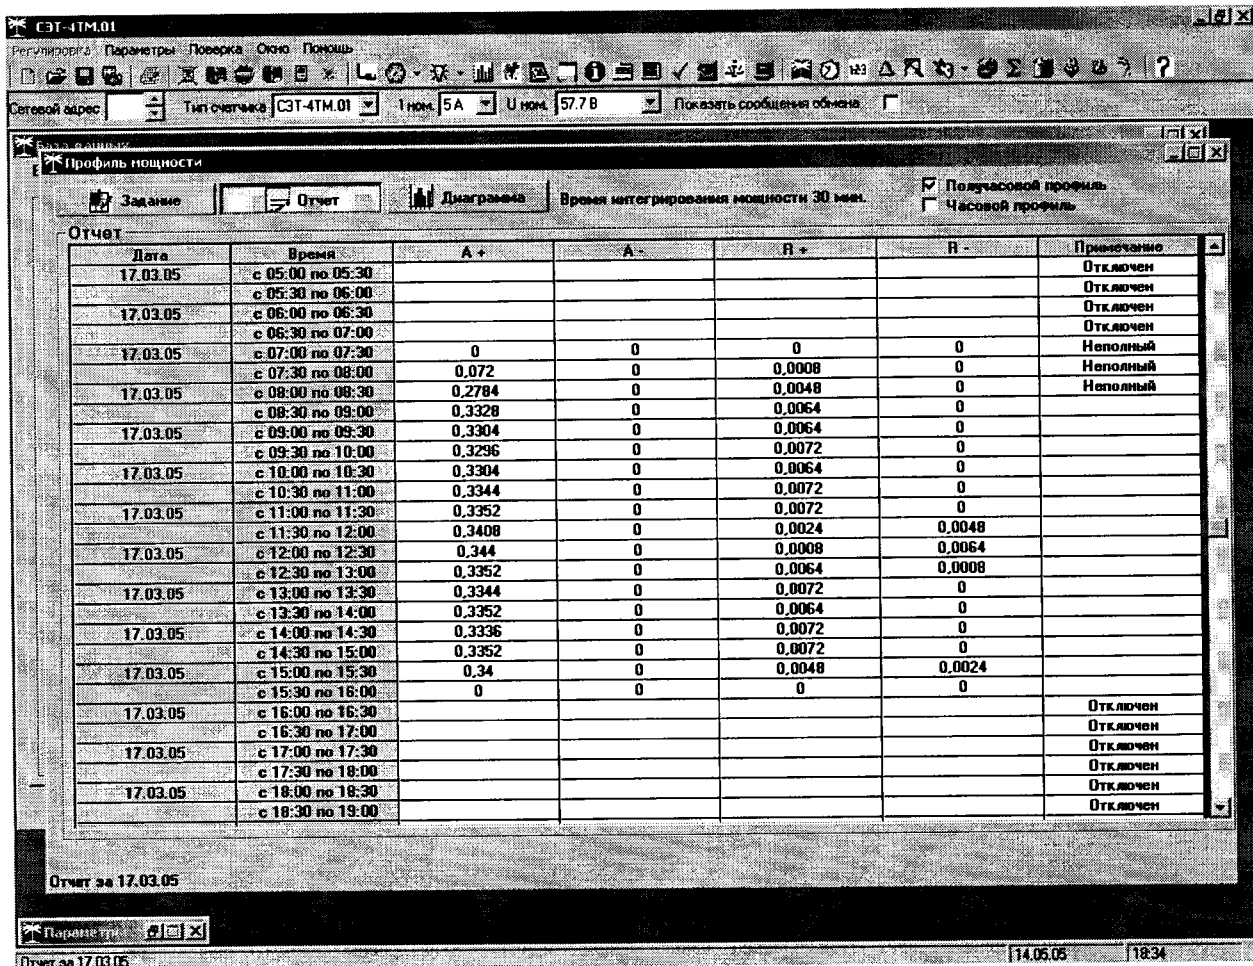 СЭТ-4ТМ.01
Регулировка Параметры Поверка Окно Помощь
Сетевой адрес Тип счетчика СЭТ-4ТМ.01 I ном. 5 А U ном. 57.7 В Показать сообщения обмена
База данных
Профиль мощности
Задание Отчет Диаграмма Время интегрирования мощности 30 мин. Получасовой профиль
Часовой профиль
Отчет
Дата Время A + A - R + R - Примечание
17.03.05 с 05:00 по 05:30 Отключен
с 05:30 по 06:00 Отключен
17.03.05 с 06:00 по 06:30 Отключен
с 06:30 по 07:00 Отключен
17.03.05 с 07:00 по 07:30 0 0 0 0 Неполный
с 07:30 по 08:00 0,072 0 0,0008 0 Неполный
17.03.05 с 08:00 по 08:30 0,2784 0 0,0048 0 Неполный
с 08:30 по 09:00 0,3328 0 0,0064 0
17.03.05 с 09:00 по 09:30 0,3304 0 0,0064 0
с 09:30 по 10:00 0,3296 0 0,0072 0
17.03.05 с 10:00 по 10:30 0,3304 0 0,0064 0
с 10:30 по 11:00 0,3344 0 0,0072 0
17.03.05 с 11:00 по 11:30 0,3352 0 0,0072 0
с 11:30 по 12:00 0,3408 0 0,0024 0,0048
17.03.05 с 12:00 по 12:30 0,344 0 0,0008 0,0064
с 12:30 по 13:00 0,3352 0 0,0064 0,0008
17.03.05 с 13:00 по 13:30 0,3344 0 0,0072 0
с 13:30 по 14:00 0,3352 0 0,0064 0
17.03.05 с 14:00 по 14:30 0,3336 0 0,0072 0
с 14:30 по 15:00 0,3352 0 0,0072 0
17.03.05 с 15:00 по 15:30 0,34 0 0,0048 0,0024
с 15:30 по 16:00 0 0 0 0
17.03.05 с 16:00 по 16:30 Отключен
с 16:30 по 17:00 Отключен
17.03.05 с 17:00 по 17:30 Отключен
с 17:30 по 18:00 Отключен
17.03.05 с 18:00 по 18:30 Отключен
с 18:30 по 19:00 Отключен
Отчет за 17.03.05
Параметры
Отчет за 17.03.05 14.05.05 18:34